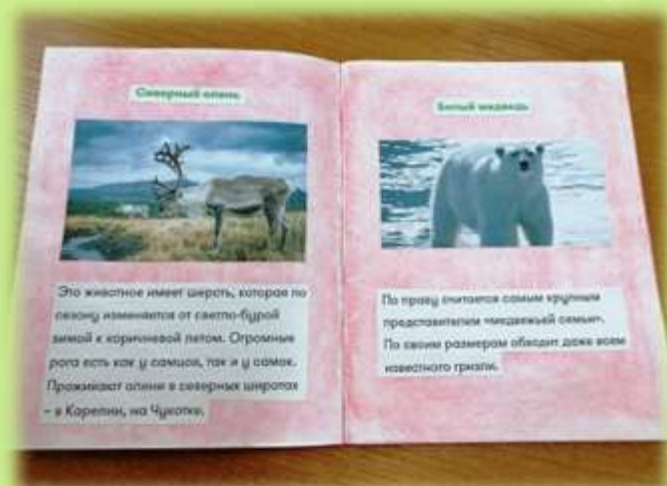 Северный олень
Это животное имеет шерсть, которая по
сезону изменяется от светло-бурой
зимой к коричневой летом. Огромные
рога есть как у самцов, так и у самок.
Проживают олени в северных широтах
– в Карелии, на Чукотке.
Белый медведь
По праву считается самым крупным
представителем «медвежьей семьи».
По своим размерам обходит даже всем
известного гризли.